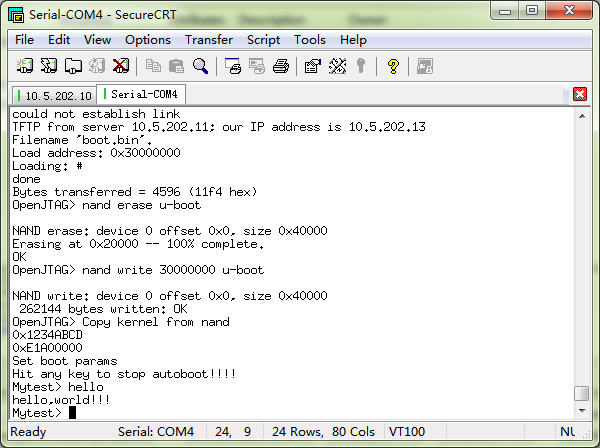 Serial-COM4 - SecureCRT
File Edit View Options Transfer Script Tools Help
10.5.202.10 Serial-COM4
could not establish link
TFTP from server 10.5.202.11; our IP address is 10.5.202.13
Filename 'boot.bin'.
Load address: 0x30000000
Loading: #
done
Bytes transferred = 4596 (11f4 hex)
OpenJTAG> nand erase u-boot
NAND erase: device 0 offset 0x0, size 0x40000
Erasing at 0x20000 -- 100% complete.
OK
OpenJTAG> nand write 30000000 u-boot
NAND write: device 0 offset 0x0, size 0x40000
262144 bytes written: OK
OpenJTAG> Copy kernel from nand
0x1234ABCD
0xE1A00000
Set boot params
Hit any key to stop autoboot!!!!
Mytest> hello
hello,world!!!
Mytest>
Ready Serial: COM4 24, 9 24 Rows, 80 Cols VT100 NL